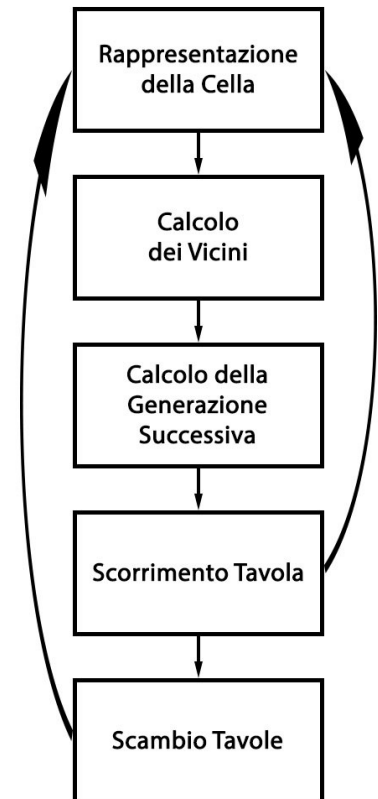 Rappresentazione
della Cella
Calcolo
dei Vicini
Calcolo della
Generazione
Successiva
Scorrimento Tavola
Scambio Tavole